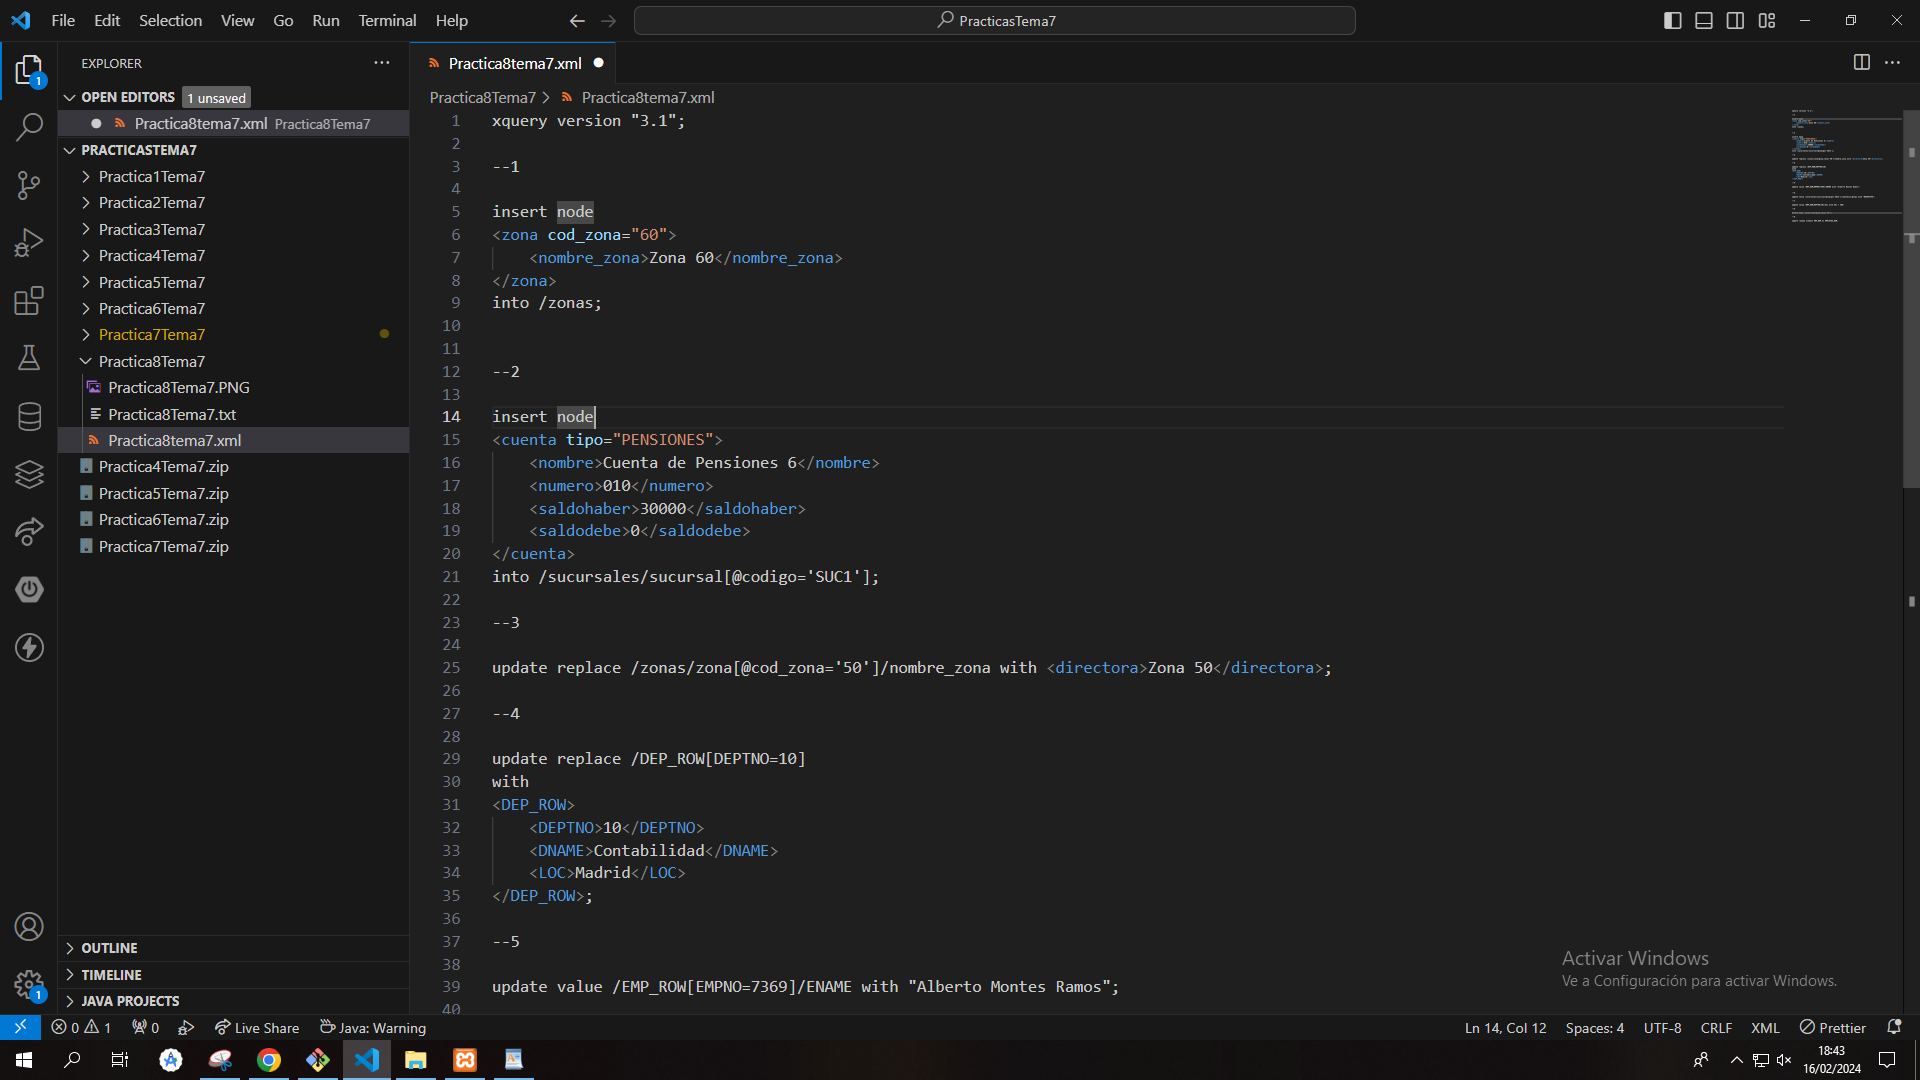 File Edit Selection View Go Run Terminal Help
PracticasTema7
EXPLORER
OPEN EDITORS 1 unsaved
Practica8tema7.xml Practica8Tema7
PRACTICASTEMA7
Practica1Tema7
Practica2Tema7
Practica3Tema7
Practica4Tema7
Practica5Tema7
Practica6Tema7
Practica7Tema7
Practica8Tema7
Practica8Tema7.PNG
Practica8Tema7.txt
Practica8tema7.xml
Practica4Tema7.zip
Practica5Tema7.zip
Practica6Tema7.zip
Practica7Tema7.zip
OUTLINE
TIMELINE
JAVA PROJECTS
1
1
Practica8tema7.xml
Practica8Tema7 > Practica8tema7.xml
1 xquery version "3.1";
2
3 --1
4
5 insert node
6 <zona cod_zona="60">
7 <nombre_zona>Zona 60</nombre_zona>
8 </zona>
9 into /zonas;
10
11
12 --2
13
14 insert node
15 <cuenta tipo="PENSIONES">
16 <nombre>Cuenta de Pensiones 6</nombre>
17 <numero>010</numero>
18 <saldohaber>30000</saldohaber>
19 <saldodebe>0</saldodebe>
20 </cuenta>
21 into /sucursales/sucursal[@codigo='SUC1'];
22
23 --3
24
25 update replace /zonas/zona[@cod_zona='50']/nombre_zona with <directora>Zona 50</directora>;
26
27 --4
28
29 update replace /DEP_ROW[DEPTNO=10]
30 with
31 <DEP_ROW>
32 <DEPTNO>10</DEPTNO>
33 <DNAME>Contabilidad</DNAME>
34 <LOC>Madrid</LOC>
35 </DEP_ROW>;
36
37 --5
38
39 update value /EMP_ROW[EMPNO=7369]/ENAME with "Alberto Montes Ramos";
40
Activar Windows
Ve a Configuración para activar Windows.
0 1 0 Live Share Java: Warning
Ln 14, Col 12 Spaces: 4 UTF-8 CRLF XML Prettier
18:43
16/02/2024